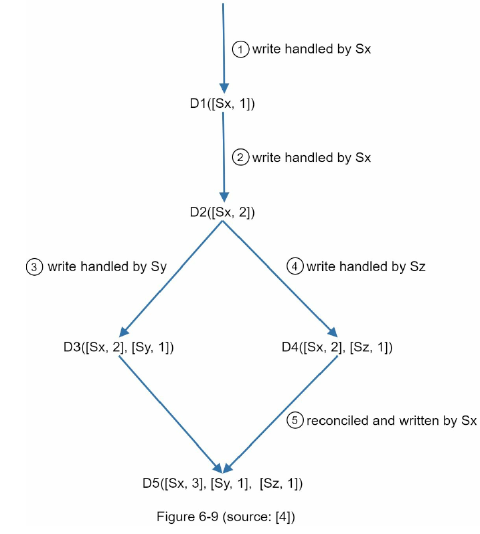 ① write handled by Sx
D1([Sx, 1])
② write handled by Sx
D2([Sx, 2])
③ write handled by Sy
④ write handled by Sz
D3([Sx, 2], [Sy, 1])
D4([Sx, 2], [Sz, 1])
⑤ reconciled and written by Sx
D5([Sx, 3], [Sy, 1], [Sz, 1])
Figure 6-9 (source: [4])